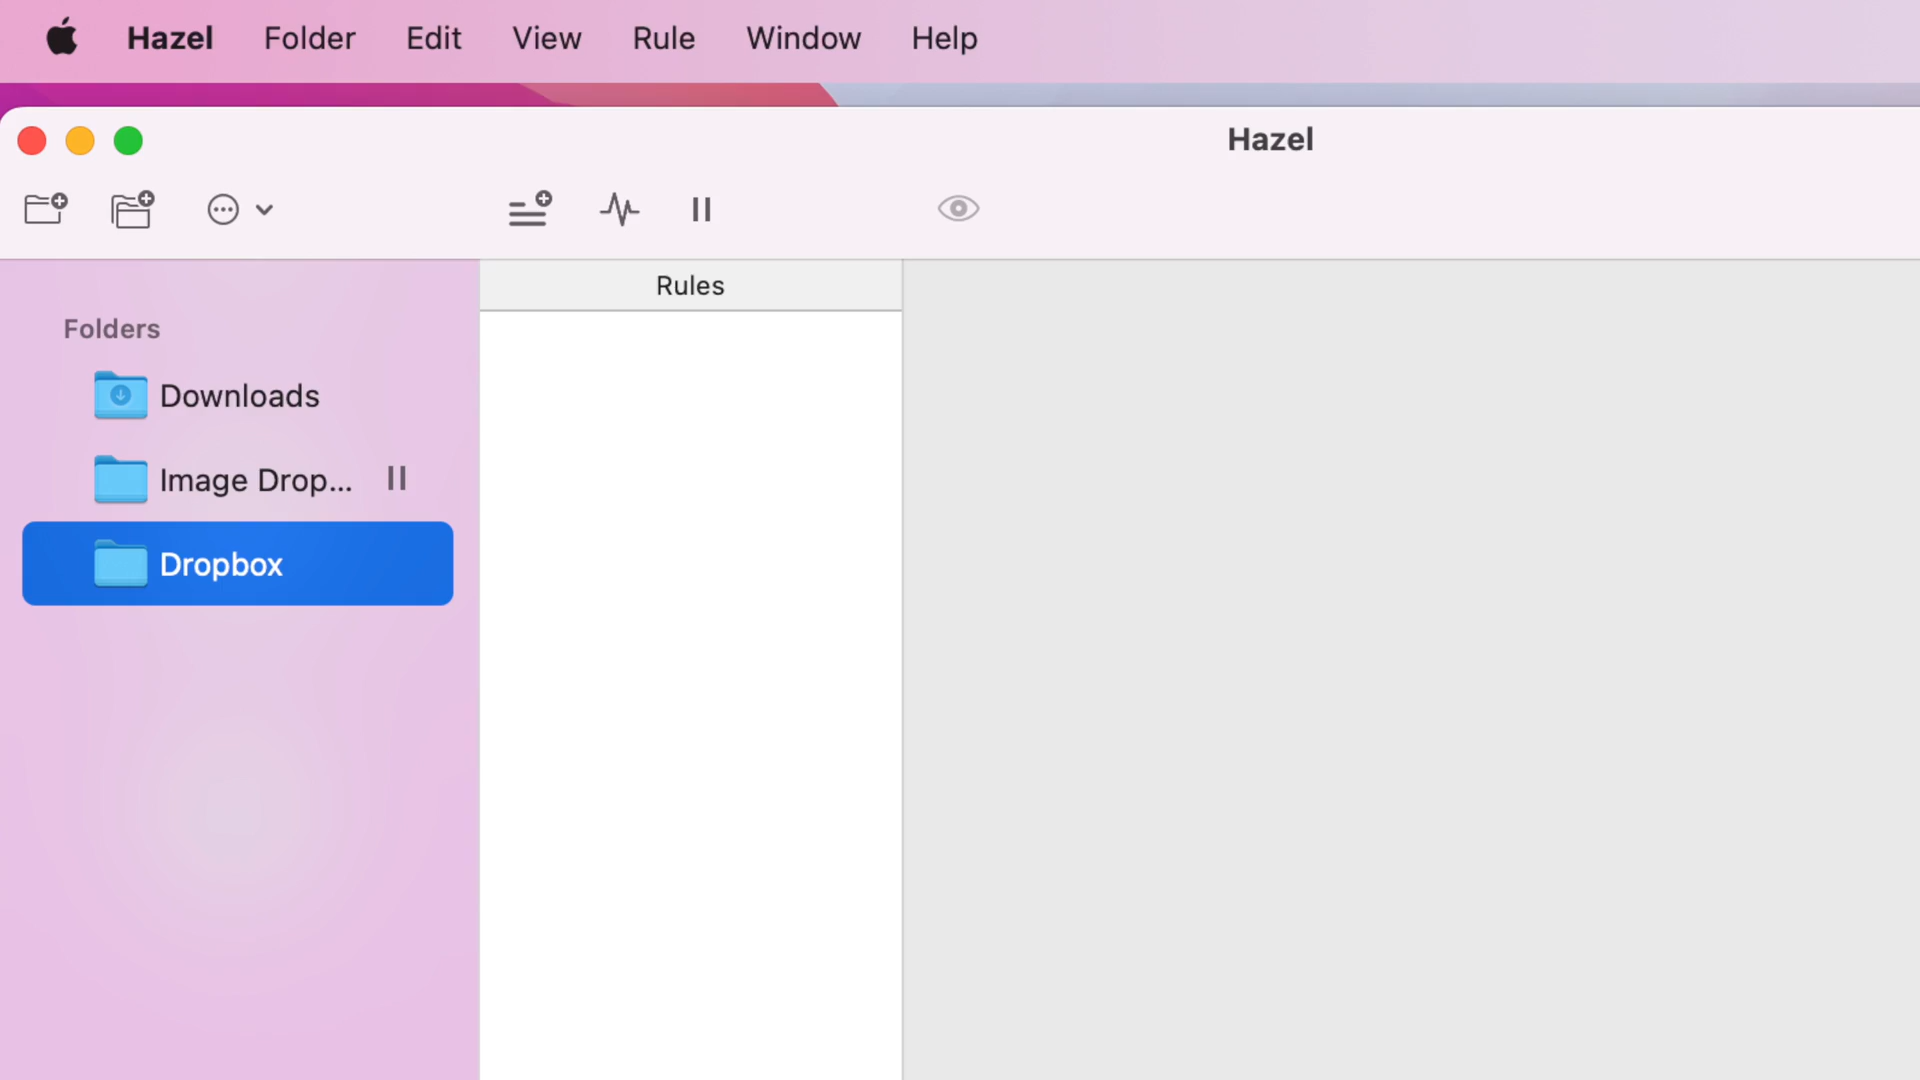 Hazel Folder Edit View Rule Window Help
Hazel
Rules
Folders
Downloads
Image Drop...
Dropbox